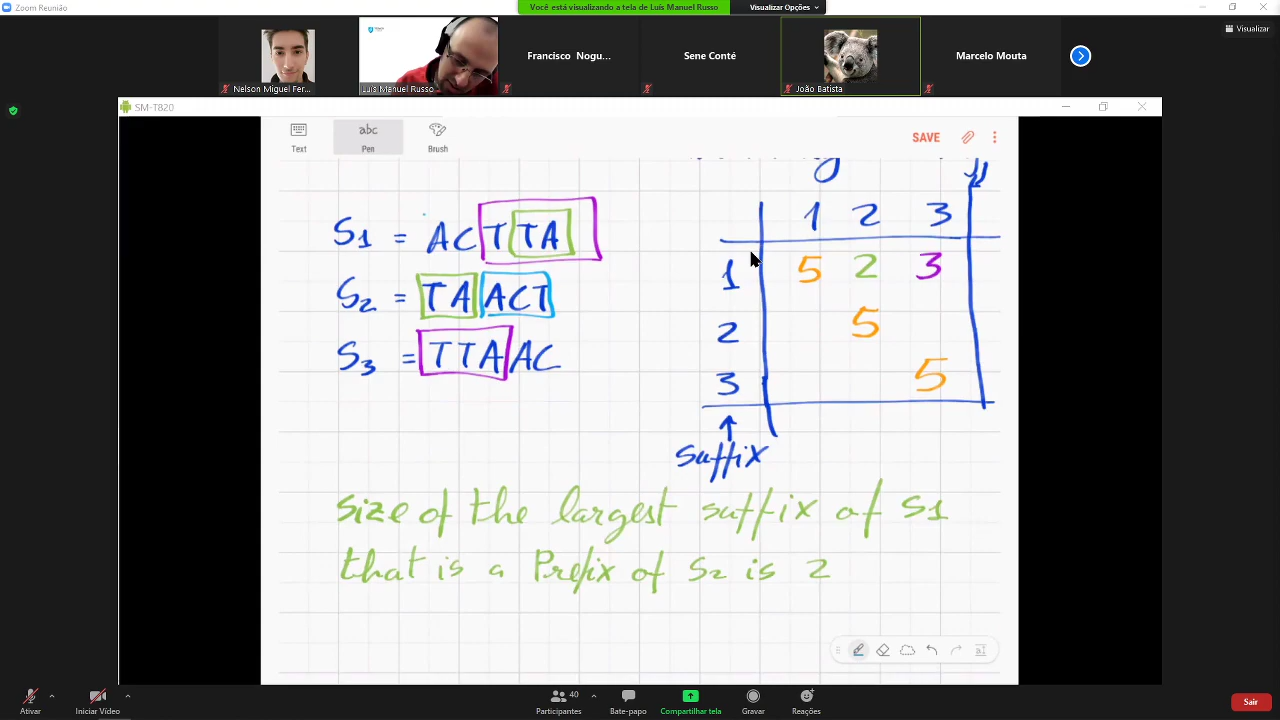 Zoom Reunião
Você está visualizando a tela de Luís Manuel Russo
Visualizar Opções
Visualizar
Nelson Miguel Fer...
Luís Manuel Russo
Francisco Nogu...
Sene Conté
João Batista
Marcelo Mouta
SM-T820
Text
abc
Pen
Brush
SAVE
S1 = ACTTA
S2 = TAACT
S3 = TTAAC
1 2 3
1 5 2 3
2 5
3 5
suffix
size of the largest suffix of S1
that is a Prefix of S2 is 2
Ativar
Iniciar Vídeo
Participantes
40
Bate-papo
Compartilhar tela
Gravar
Reações
Sair